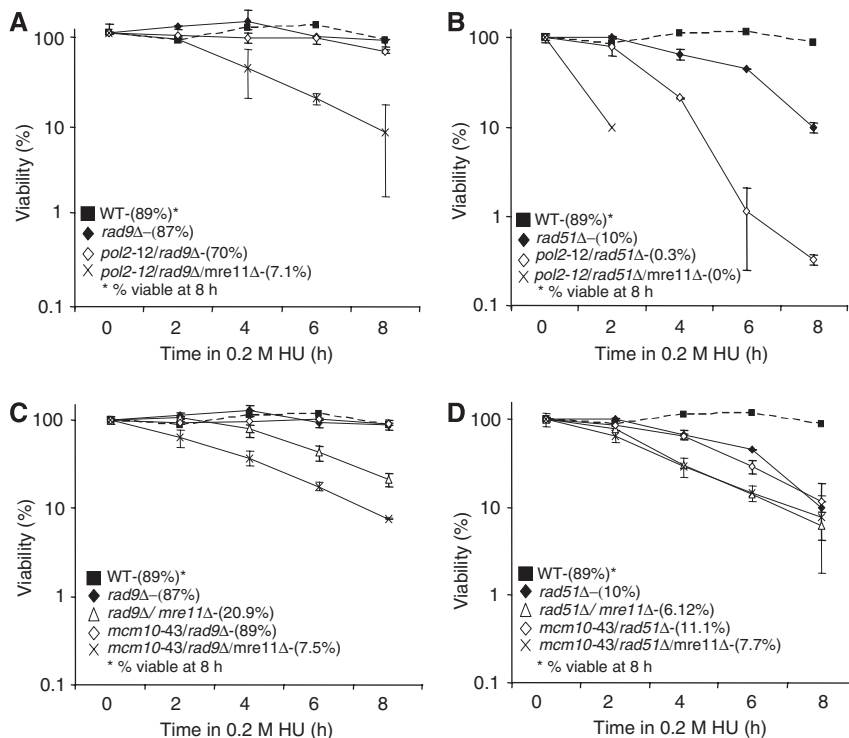 A
100
10
1
0.1
Viability (%)
WT-(89%)*
rad9Δ–(87%)
pol2-12/rad9Δ-(70%)
pol2-12/rad9Δ/mre11Δ-(7.1%)
* % viable at 8 h
0 2 4 6 8
Time in 0.2 M HU (h)
B
100
10
1
0.1
Viability (%)
WT-(89%)*
rad51Δ–(10%)
pol2-12/rad51Δ-(0.3%)
pol2-12/rad51Δ/mre11Δ-(0%)
* % viable at 8 h
0 2 4 6 8
Time in 0.2 M HU (h)
C
100
10
1
0.1
Viability (%)
WT-(89%)*
rad9Δ–(87%)
rad9Δ/ mre11Δ-(20.9%)
mcm10-43/rad9Δ-(89%)
mcm10-43/rad9Δ/mre11Δ-(7.5%)
* % viable at 8 h
0 2 4 6 8
Time in 0.2 M HU (h)
D
100
10
1
0.1
Viability (%)
WT-(89%)*
rad51Δ–(10%)
rad51Δ/ mre11Δ-(6.12%)
mcm10-43/rad51Δ-(11.1%)
mcm10-43/rad51Δ/mre11Δ-(7.7%)
* % viable at 8 h
0 2 4 6 8
Time in 0.2 M HU (h)